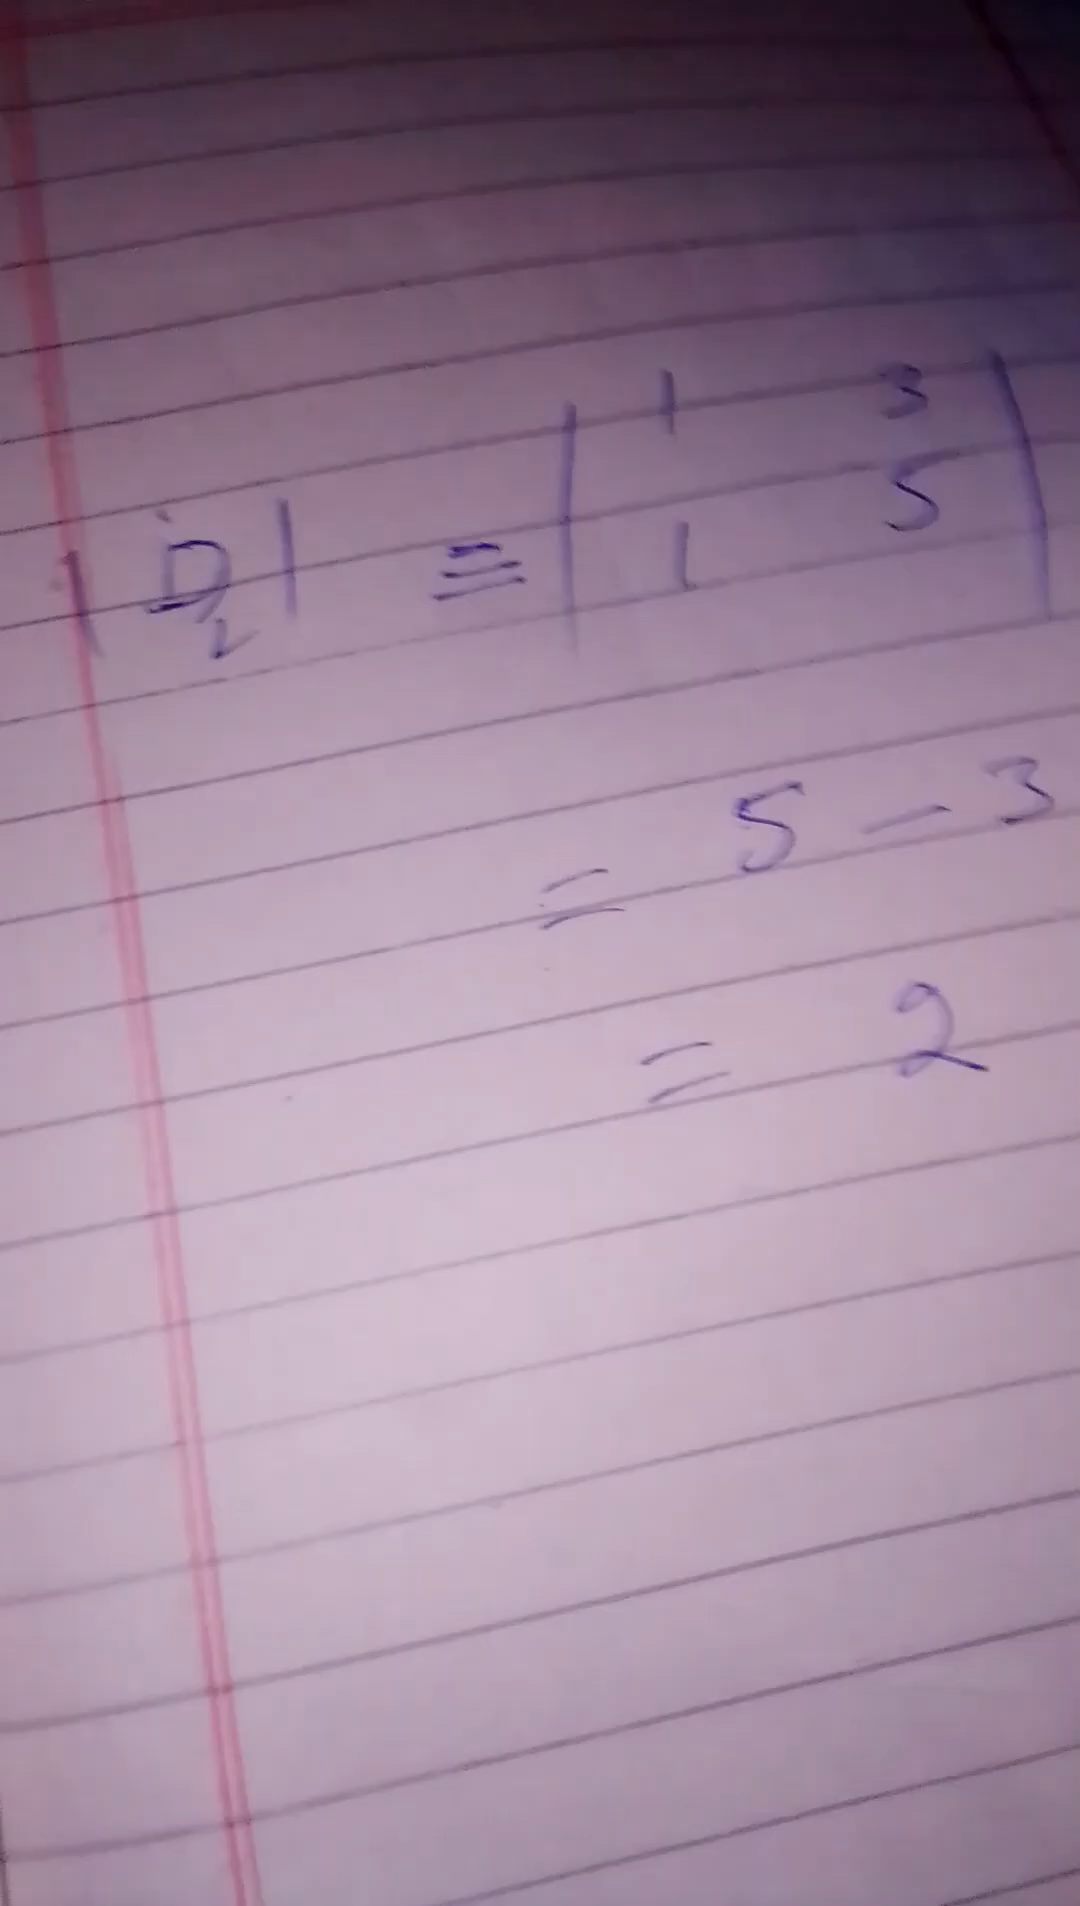 |D₂| ≡ | 1 3 |
| 1 5 |
= 5 - 3
= 2